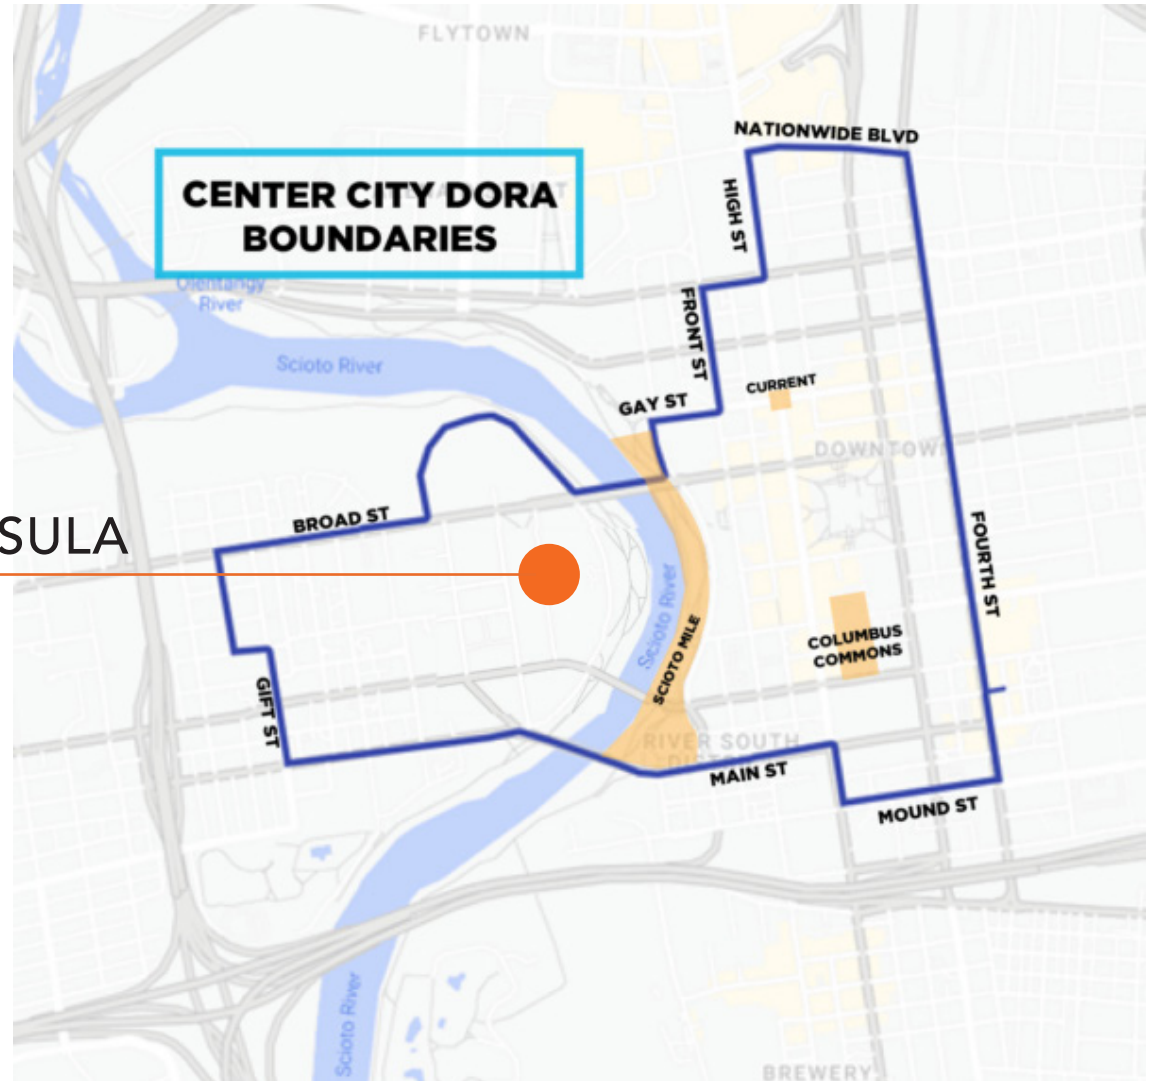 FLYTOWN
NATIONWIDE BLVD
CENTER CITY DORA
BOUNDARIES
HIGH ST
Olentangy
River
FRONT ST
Scioto River
CURRENT
GAY ST
DOWNTOWN
BROAD ST
SULA
FOURTH ST
Scioto River
SCIOTO MILE
COLUMBUS
COMMONS
GIFT ST
RIVER SOUTH
MAIN ST
MOUND ST
Scioto River
BREWERY